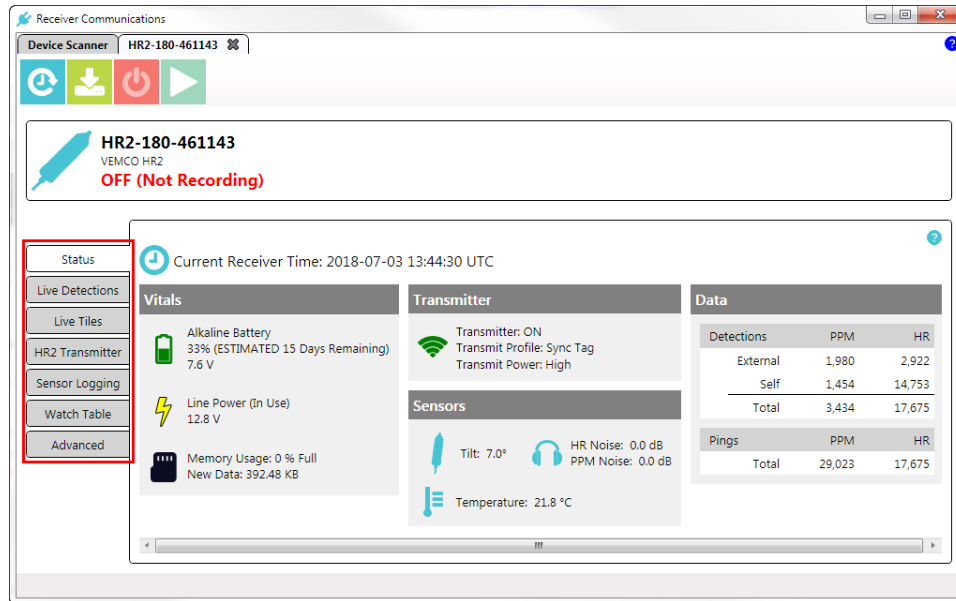 Receiver Communications
Device Scanner
HR2-180-461143
HR2-180-461143
VEMCO HR2
OFF (Not Recording)
Status
Live Detections
Live Tiles
HR2 Transmitter
Sensor Logging
Watch Table
Advanced
Current Receiver Time: 2018-07-03 13:44:30 UTC
Vitals
Alkaline Battery
33% (ESTIMATED 15 Days Remaining)
7.6 V
Line Power (In Use)
12.8 V
Memory Usage: 0 % Full
New Data: 392.48 KB
Transmitter
Transmitter: ON
Transmit Profile: Sync Tag
Transmit Power: High
Sensors
Tilt: 7.0°
HR Noise: 0.0 dB
PPM Noise: 0.0 dB
Temperature: 21.8 °C
Data
Detections PPM HR
External 1,980 2,922
Self 1,454 14,753
Total 3,434 17,675
Pings PPM HR
Total 29,023 17,675